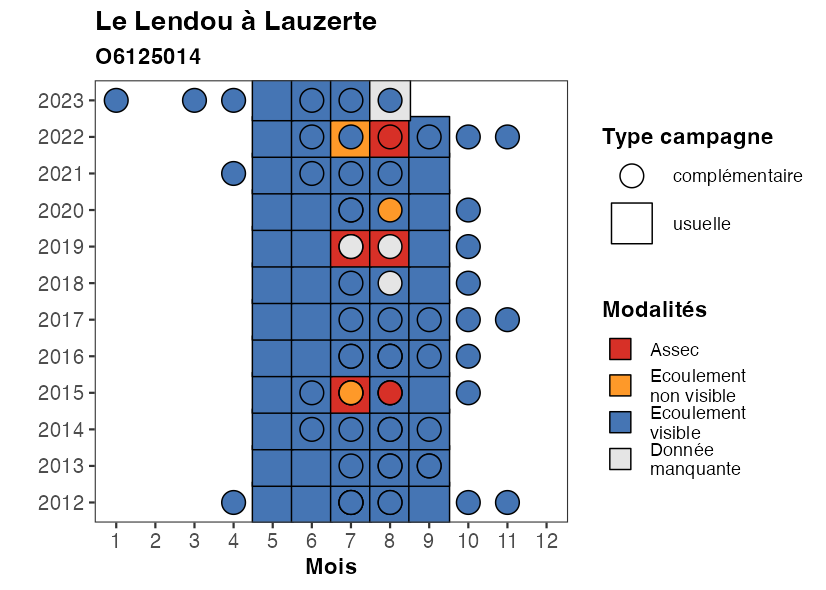 Le Lendou à Lauzerte
O6125014
2023
2022
2021
2020
2019
2018
2017
2016
2015
2014
2013
2012
1 2 3 4 5 6 7 8 9 10 11 12
Mois
Type campagne
complémentaire
usuelle
Modalités
Assec
Ecoulement
non visible
Ecoulement
visible
Donnée
manquante